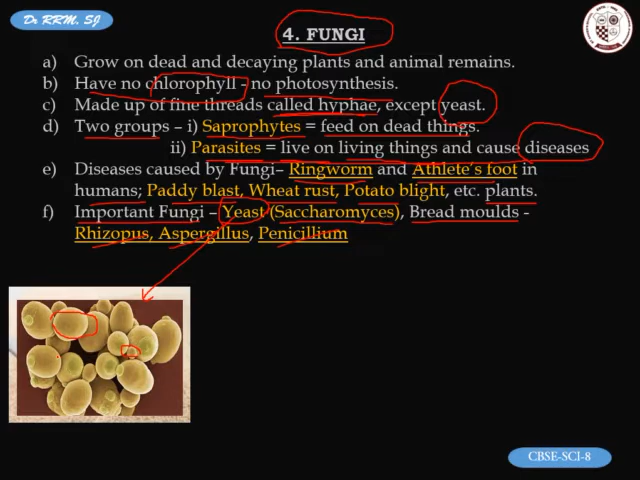 Dr RRM, SJ
4. FUNGI
a) Grow on dead and decaying plants and animal remains.
b) Have no chlorophyll - no photosynthesis.
c) Made up of fine threads called hyphae, except yeast.
d) Two groups – i) Saprophytes = feed on dead things.
ii) Parasites = live on living things and cause diseases
e) Diseases caused by Fungi– Ringworm and Athlete's foot in
humans; Paddy blast, Wheat rust, Potato blight, etc. plants.
f) Important Fungi – Yeast (Saccharomyces), Bread moulds -
Rhizopus, Aspergillus, Penicillium
CBSE-SCI-8